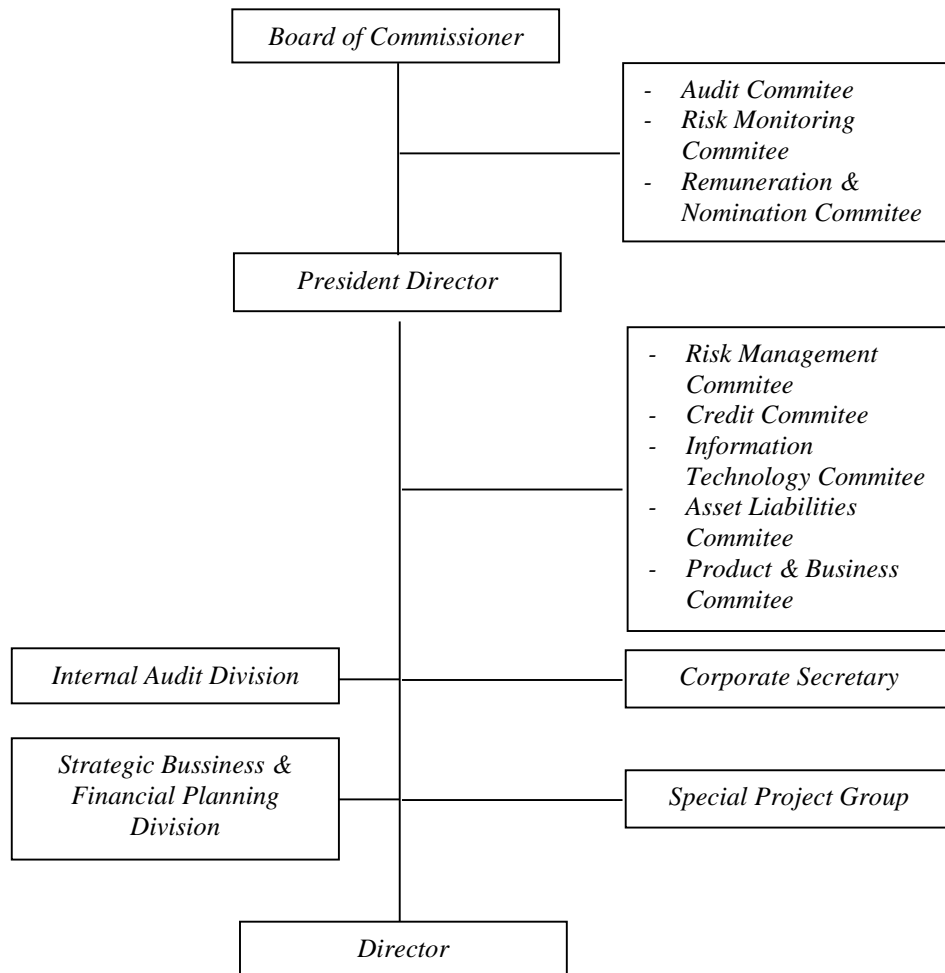 Board of Commissioner
- Audit Commitee
- Risk Monitoring
Commitee
- Remuneration &
Nomination Commitee
President Director
- Risk Management
Commitee
- Credit Commitee
- Information
Technology Commitee
- Asset Liabilities
Commitee
- Product & Business
Commitee
Internal Audit Division
Corporate Secretary
Strategic Bussiness &
Financial Planning
Division
Special Project Group
Director